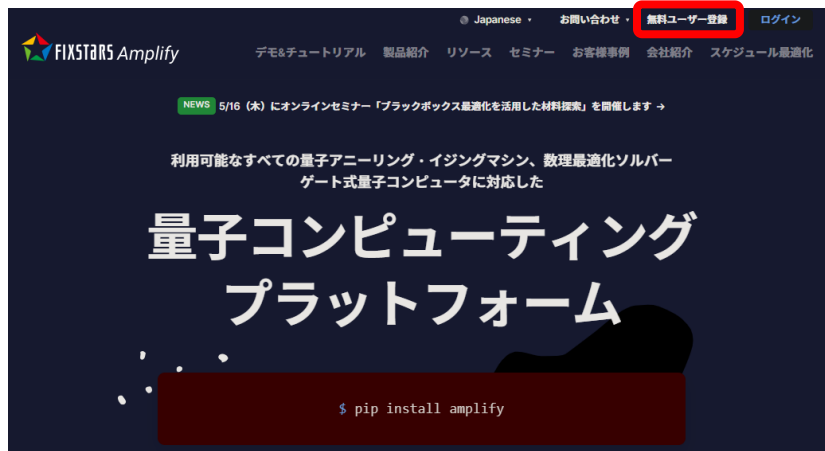 Japanese お問い合わせ 無料ユーザー登録 ログイン
FIXSTARS Amplify デモ&チュートリアル 製品紹介 リソース セミナー お客様事例 会社紹介 スケジュール最適化
NEWS 5/16（木）にオンラインセミナー「ブラックボックス最適化を活用した材料探索」を開催します →
利用可能なすべての量子アニーリング・イジングマシン、数理最適化ソルバー
ゲート式量子コンピュータに対応した
量子コンピューティング
プラットフォーム
$ pip install amplify